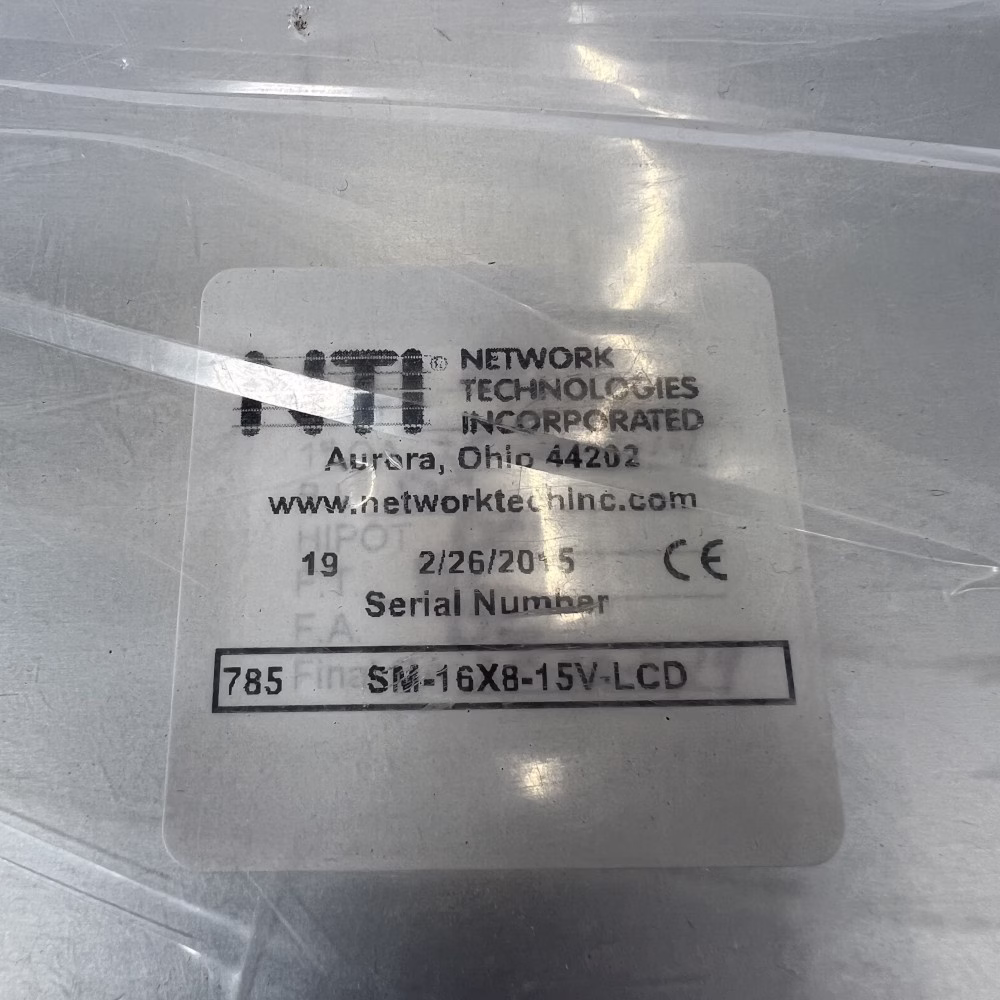 NTI® NETWORK
TECHNOLOGIES
INCORPORATED
Aurora, Ohio 44202
www.networktechinc.com
HIPOT
19 2/26/2015 CE
Serial Number
F.A
785 SM-16X8-15V-LCD